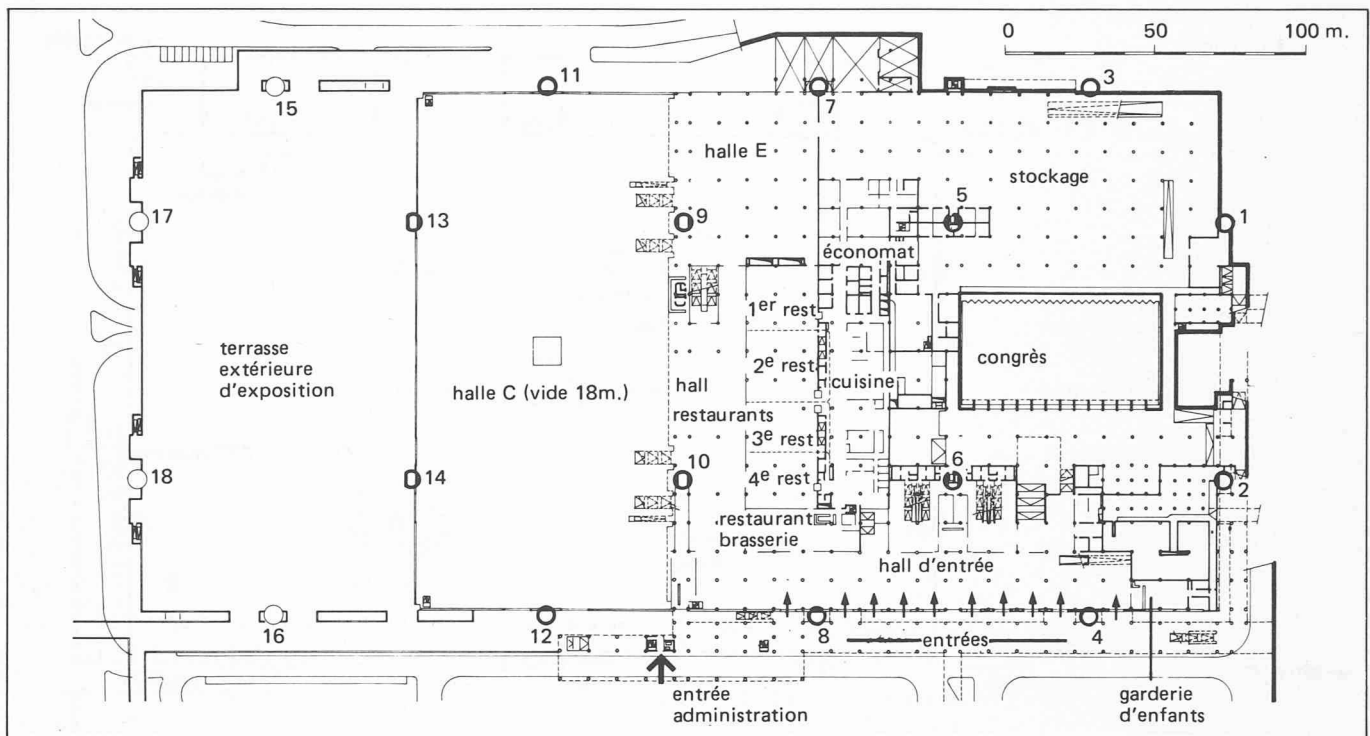 0 50 100 m.
11
3
15
7
halle E
stockage
17
13
9
5
1
économat
1er rest
terrasse
extérieure
d'exposition
congrès
2e rest
halle C (vide 18m.)
hall
cuisine
restaurants
3e rest
18
14
10
4e rest
6
2
restaurant
brasserie
hall d'entrée
16
12
8
entrées
4
entrée
administration
garderie
d'enfants